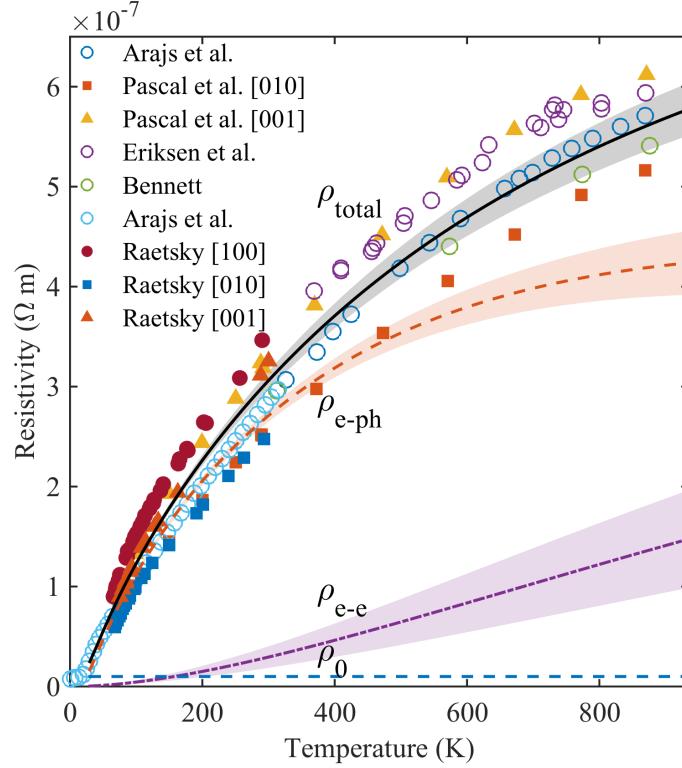 ×10⁻⁷
Arajs et al.
Pascal et al. [010]
Pascal et al. [001]
Eriksen et al.
Bennett
Arajs et al.
Raetsky [100]
Raetsky [010]
Raetsky [001]
ρtotal
ρe-ph
ρe-e
ρ0
6
5
4
3
2
1
0
Resistivity (Ω m)
0 200 400 600 800
Temperature (K)